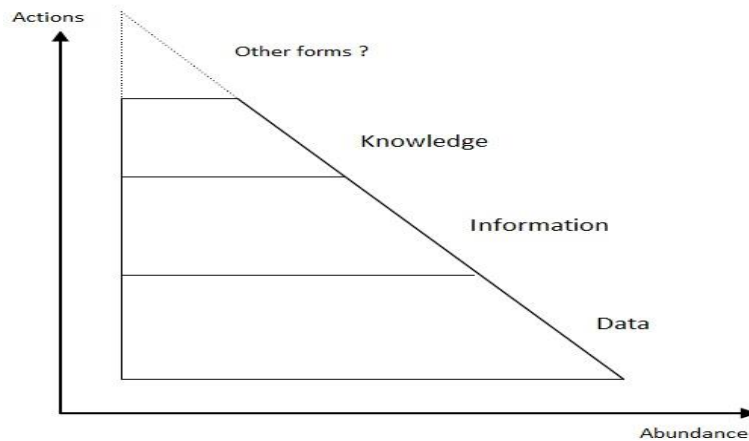 Actions
Other forms ?
Knowledge
Information
Data
Abundance